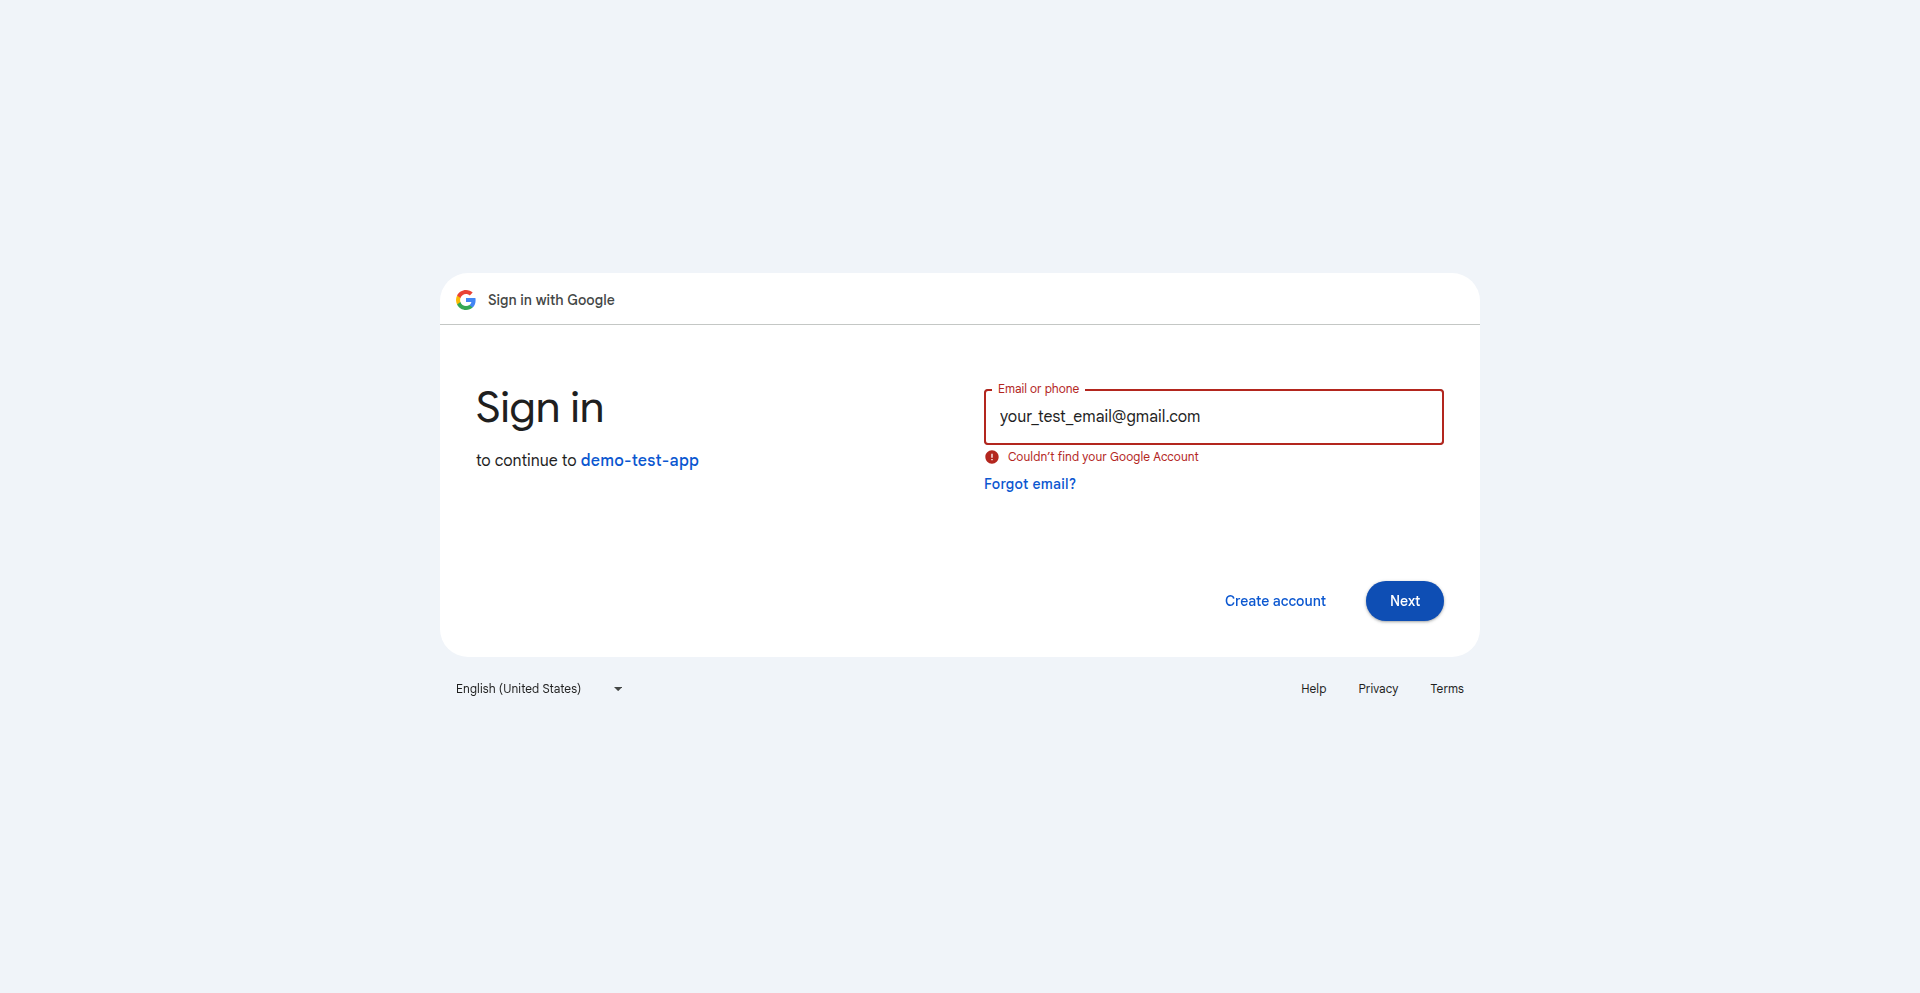 Sign in with Google
Sign in
to continue to demo-test-app
Email or phone
your_test_email@gmail.com
Couldn't find your Google Account
Forgot email?
Create account
Next
English (United States)
Help
Privacy
Terms